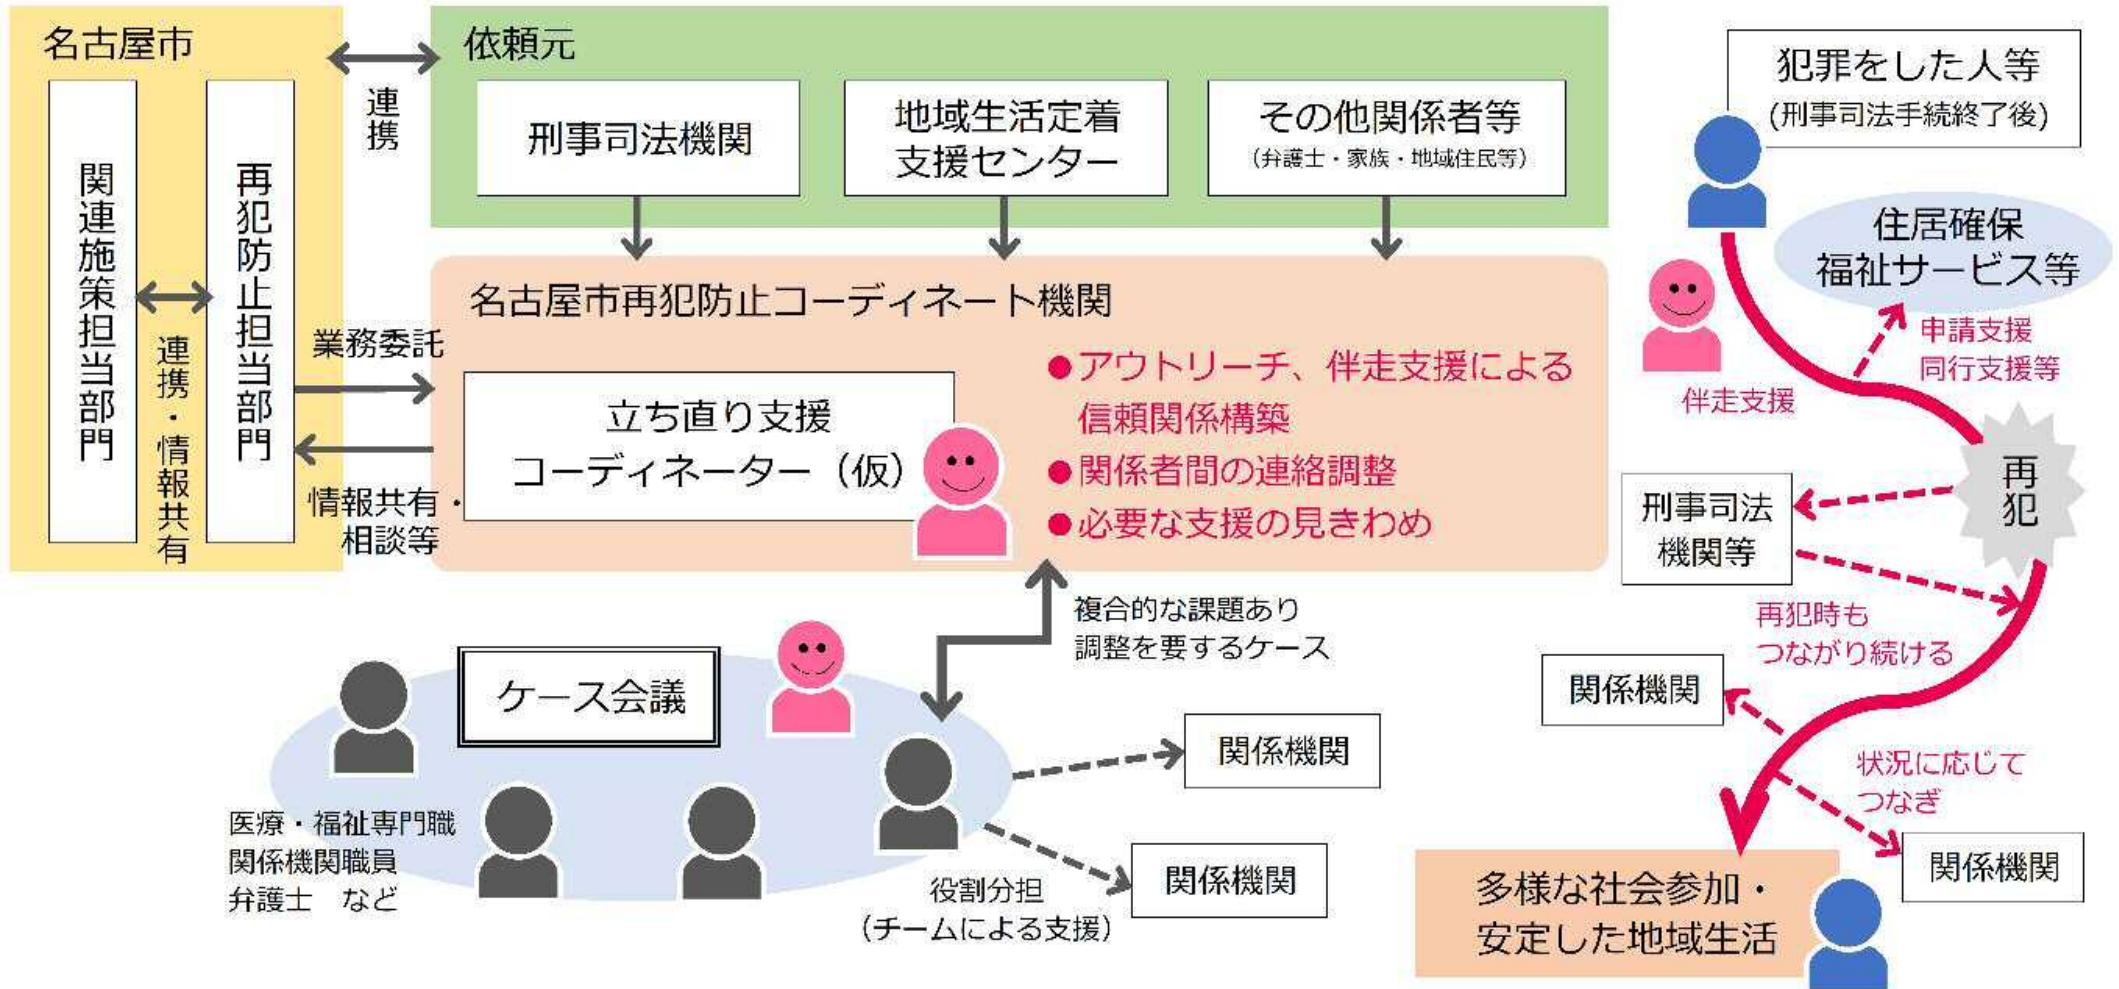 名古屋市
関連施策担当部門
連携・情報共有
再犯防止担当部門
連携
業務委託
情報共有・
相談等
依頼元
刑事司法機関
地域生活定着
支援センター
その他関係者等
(弁護士・家族・地域住民等)
名古屋市再犯防止コーディネート機関
立ち直り支援
コーディネーター（仮）
●アウトリーチ、伴走支援による
信頼関係構築
●関係者間の連絡調整
●必要な支援の見きわめ
複合的な課題あり
調整を要するケース
ケース会議
医療・福祉専門職
関係機関職員
弁護士　など
関係機関
関係機関
役割分担
（チームによる支援）
犯罪をした人等
(刑事司法手続終了後)
住居確保
福祉サービス等
申請支援
同行支援等
伴走支援
再犯
刑事司法
機関等
再犯時も
つながり続ける
関係機関
状況に応じて
つなぎ
関係機関
多様な社会参加・
安定した地域生活